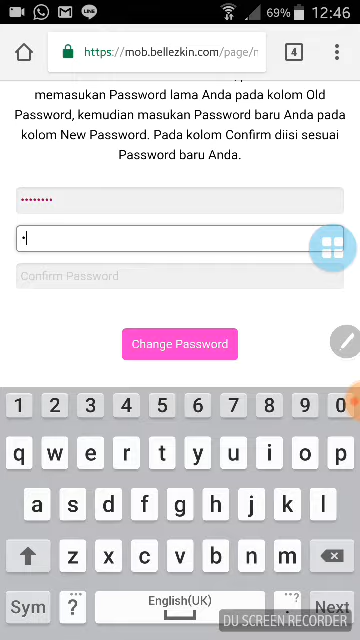 69% 12:46
https://mob.bellezkin.com/page/ 4
memasukan Password lama Anda pada kolom Old
Password, kemudian masukan Password baru Anda pada
kolom New Password. Pada kolom Confirm diisi sesuai
Password baru Anda.
••••••••
•
Confirm Password
Change Password
1 2 3 4 5 6 7 8 9 0
q w e r t y u i o p
a s d f g h j k l
z x c v b n m
Sym ? English(UK) . Next
DU SCREEN RECORDER